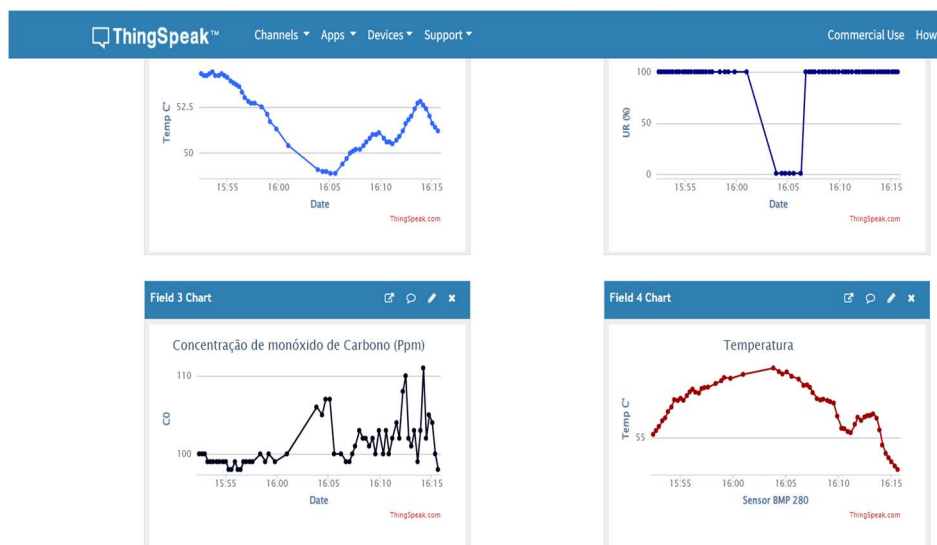 ThingSpeak™ Channels Apps Devices Support Commercial Use How
52.5
50
Temp C°
15:55 16:00 16:05 16:10 16:15
Date
ThingSpeak.com
100
50
0
UR (%)
15:55 16:00 16:05 16:10 16:15
Date
ThingSpeak.com
Field 3 Chart
Concentração de monóxido de Carbono (Ppm)
110
100
CO
15:55 16:00 16:05 16:10 16:15
Date
ThingSpeak.com
Field 4 Chart
Temperatura
55
Temp C°
15:55 16:00 16:05 16:10 16:15
Sensor BMP 280
ThingSpeak.com